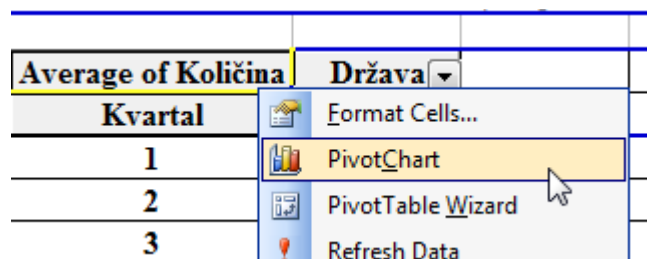 Average of Količina Država
Kvartal Format Cells...
1 PivotChart
2 PivotTable Wizard
3 Refresh Data